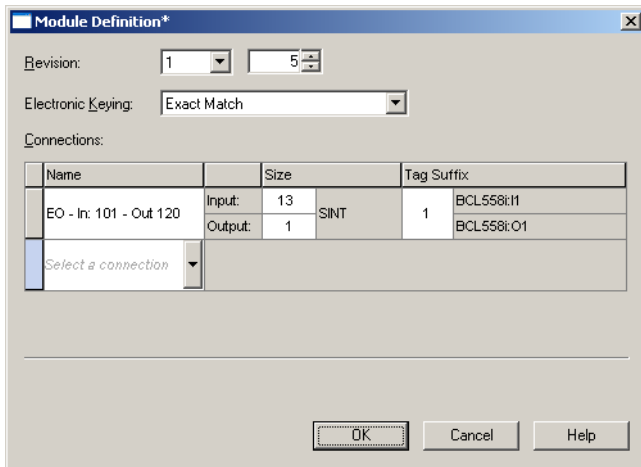 Module Definition*
Revision: 1 5
Electronic Keying: Exact Match
Connections:
Name Size Tag Suffix
EO - In: 101 - Out 120 Input: 13 SINT 1 BCL558i:I1
Output: 1 BCL558i:O1
Select a connection
OK Cancel Help